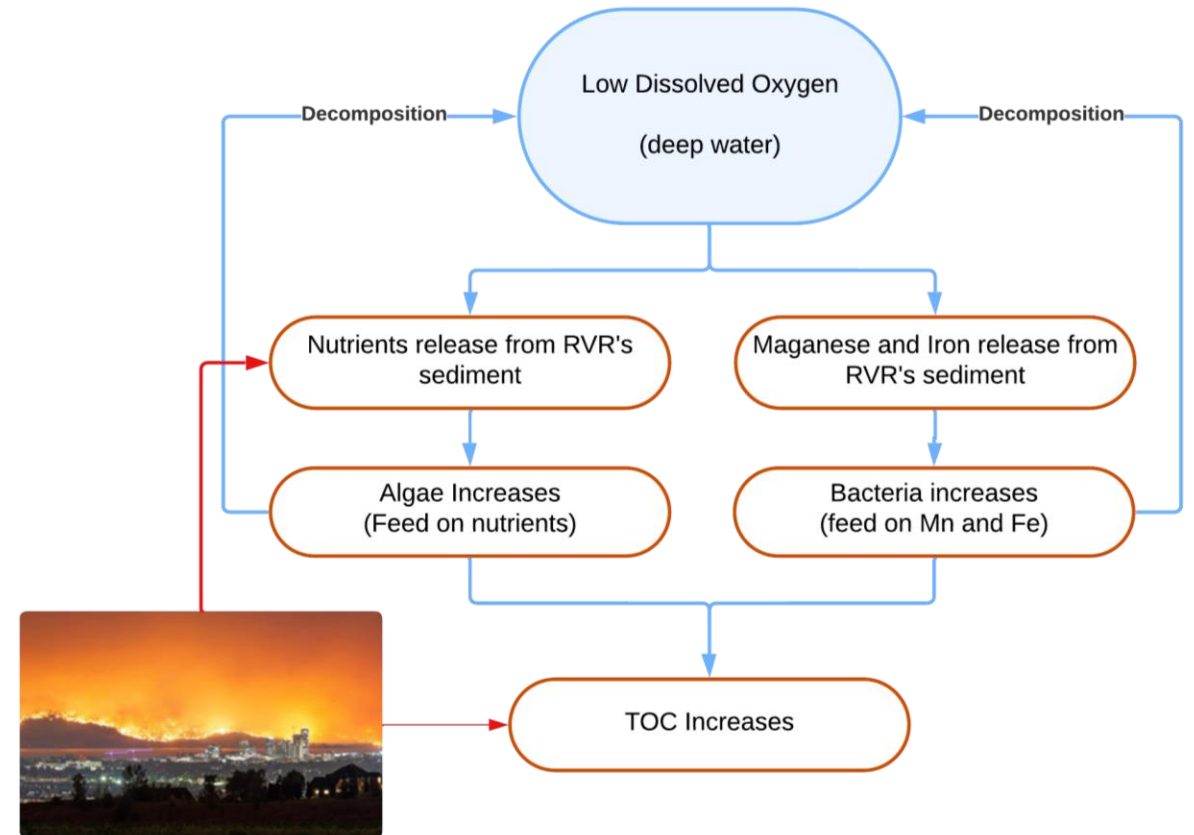 Low Dissolved Oxygen
(deep water)
Decomposition
Decomposition
Nutrients release from RVR's
sediment
Maganese and Iron release from
RVR's sediment
Algae Increases
(Feed on nutrients)
Bacteria increases
(feed on Mn and Fe)
TOC Increases